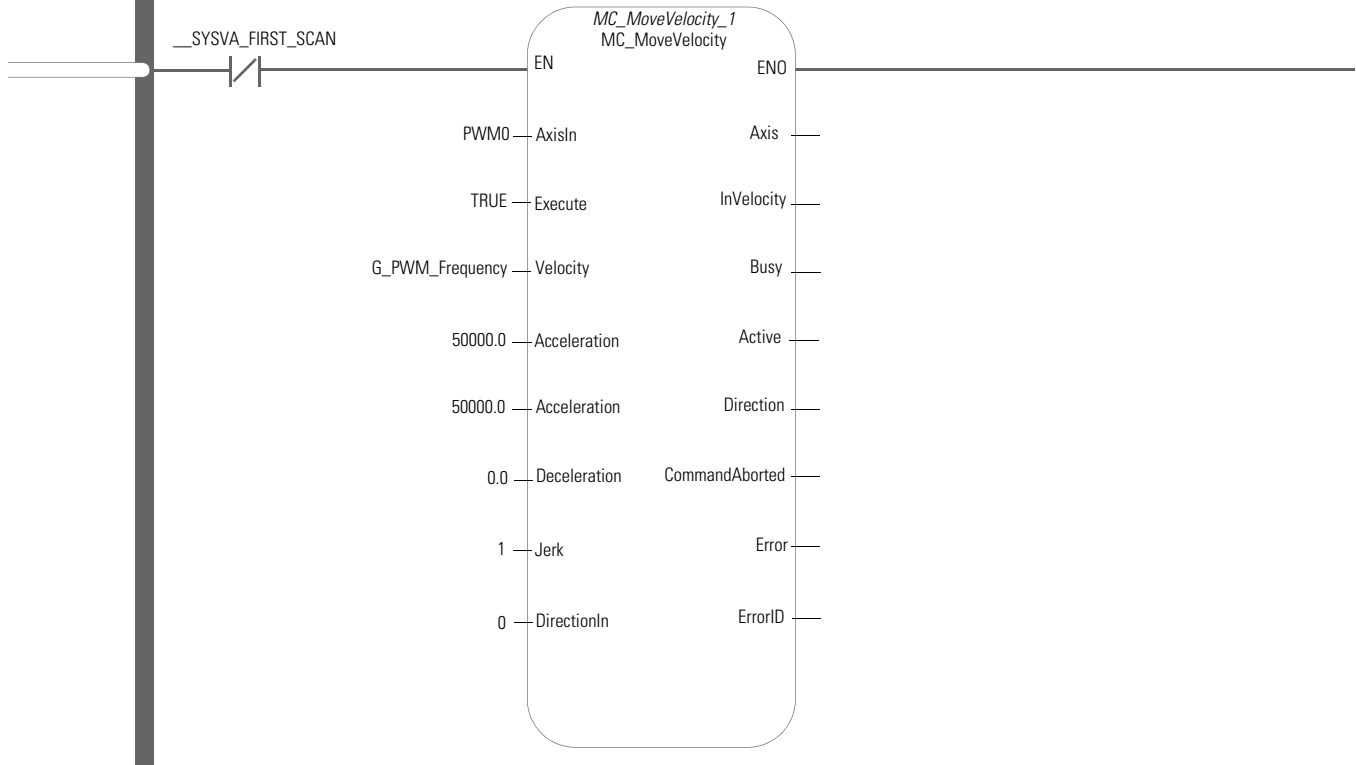 MC_MoveVelocity_1
__SYSVA_FIRST_SCAN
MC_MoveVelocity
EN ENO
PWM0 AxisIn Axis
TRUE Execute InVelocity
G_PWM_Frequency Velocity Busy
50000.0 Acceleration Active
50000.0 Acceleration Direction
0.0 Deceleration CommandAborted
1 Jerk Error
0 DirectionIn ErrorID